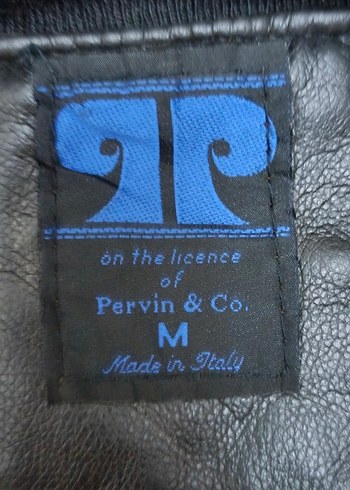 on the licence
of
Pervin & Co.
M
Made in Italy